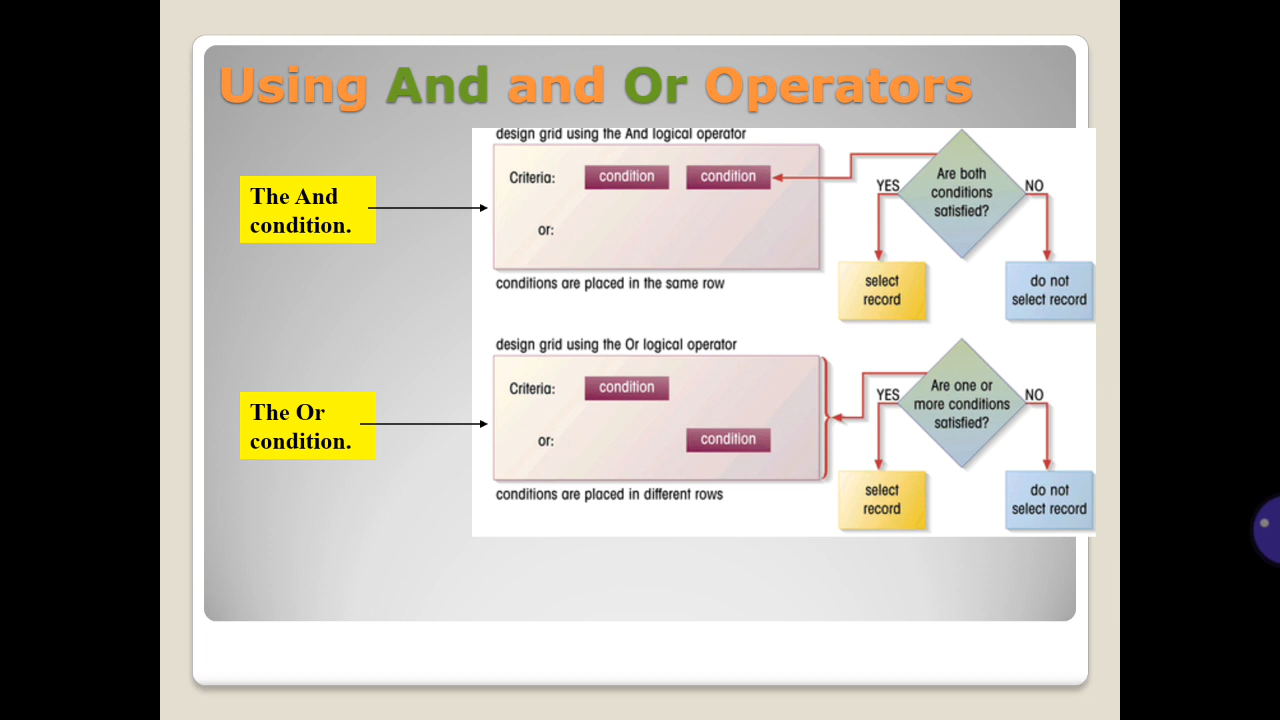 Using And and Or Operators
The And
condition.
design grid using the And logical operator
Criteria: condition condition
or:
conditions are placed in the same row
Are both
conditions
satisfied?
YES
NO
select
record
do not
select record
The Or
condition.
design grid using the Or logical operator
Criteria: condition
or: condition
conditions are placed in different rows
Are one or
more conditions
satisfied?
YES
NO
select
record
do not
select record